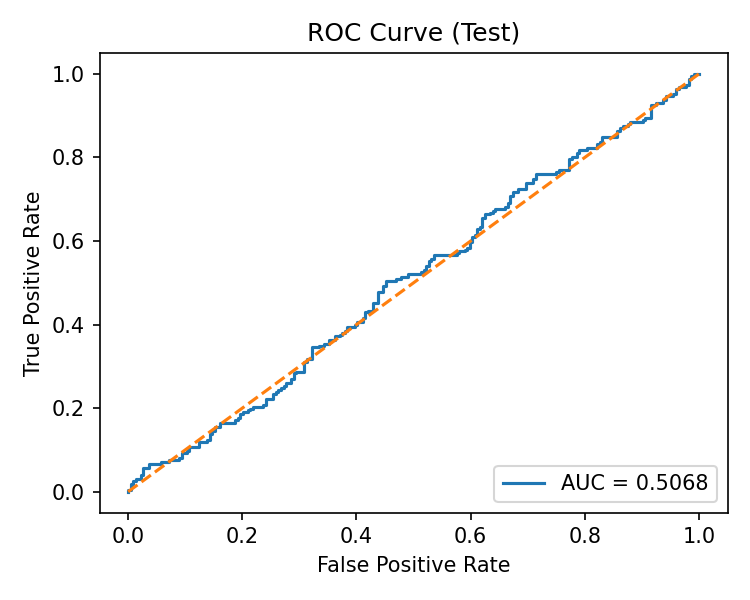 ROC Curve (Test)
True Positive Rate
1.0
0.8
0.6
0.4
0.2
0.0
AUC = 0.5068
0.0 0.2 0.4 0.6 0.8 1.0
False Positive Rate